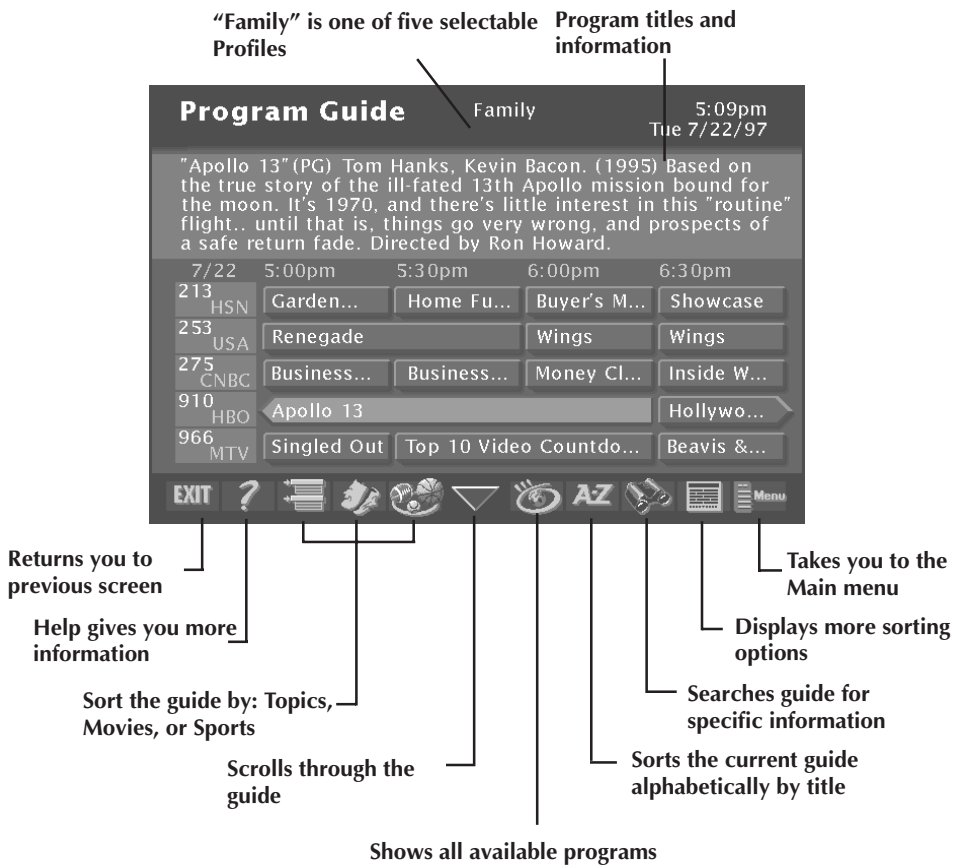 “Family” is one of five selectable
Profiles
Program titles and
information
Program Guide
Family
5:09pm
Tue 7/22/97
"Apollo 13"(PG) Tom Hanks, Kevin Bacon. (1995) Based on
the true story of the ill-fated 13th Apollo mission bound for
the moon. It's 1970, and there's little interest in this "routine"
flight.. until that is, things go very wrong, and prospects of
a safe return fade. Directed by Ron Howard.
7/22 5:00pm 5:30pm 6:00pm 6:30pm
213 HSN Garden... Home Fu... Buyer's M... Showcase
253 USA Renegade Wings Wings
275 CNBC Business... Business... Money Cl... Inside W...
910 HBO Apollo 13 Hollywo...
966 MTV Singled Out Top 10 Video Countdo... Beavis &...
EXIT ? A-Z Menu
Returns you to
previous screen
Takes you to the
Main menu
Help gives you more
information
Displays more sorting
options
Sort the guide by: Topics,
Movies, or Sports
Searches guide for
specific information
Scrolls through the
guide
Sorts the current guide
alphabetically by title
Shows all available programs